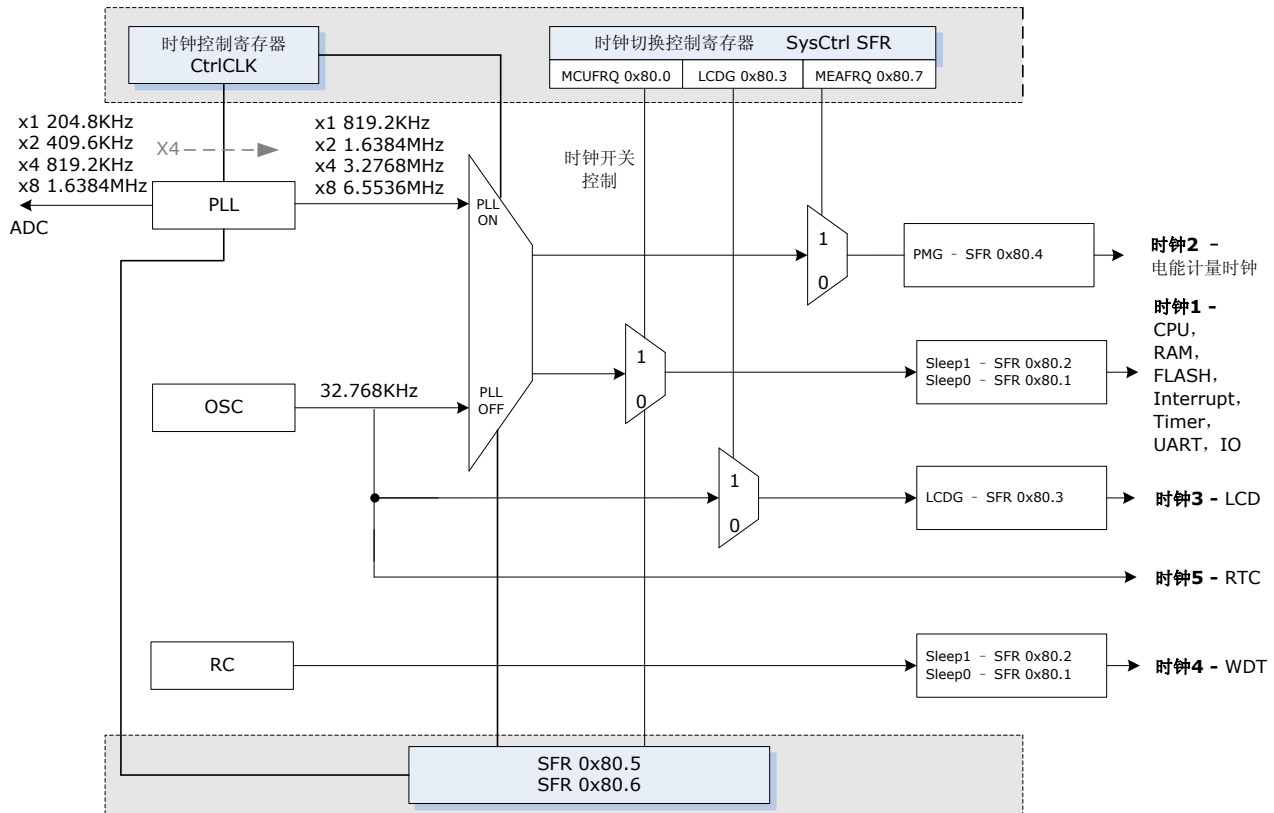 时钟控制寄存器
CtrlCLK
时钟切换控制寄存器 SysCtrl SFR
MCUFRQ 0x80.0
LCDG 0x80.3
MEAFRQ 0x80.7
x1 204.8KHz
x2 409.6KHz
x4 819.2KHz
x8 1.6384MHz
X4
x1 819.2KHz
x2 1.6384MHz
x4 3.2768MHz
x8 6.5536MHz
时钟开关
控制
PLL
ADC
PLL
ON
1
0
PMG - SFR 0x80.4
时钟2 -
电能计量时钟
时钟1 -
CPU,
RAM,
FLASH,
Interrupt,
Timer,
UART, IO
1
0
Sleep1 - SFR 0x80.2
Sleep0 - SFR 0x80.1
OSC
32.768KHz
PLL
OFF
1
0
LCDG - SFR 0x80.3
时钟3 - LCD
时钟5 - RTC
RC
Sleep1 - SFR 0x80.2
Sleep0 - SFR 0x80.1
时钟4 - WDT
SFR 0x80.5
SFR 0x80.6